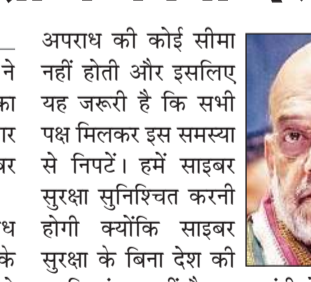 अपराध की कोई सीमा
नहीं होती और इसलिए
यह जरूरी है कि सभी
पक्ष मिलकर इस समस्या
से निपटें। हमें साइबर
सुरक्षा सुनिश्चित करनी
होगी क्योंकि साइबर
सुरक्षा के बिना देश की